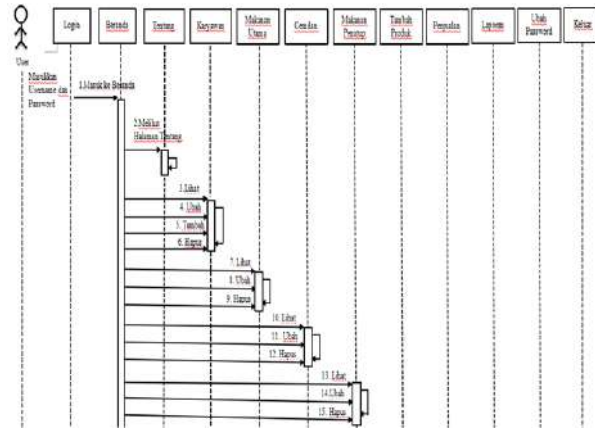 Login
Beranda
Tentang
Karyawan
Makanan
Utama
Cemilan
Makanan
Penutup
Tambah
Produk
Penjualan
Laporan
Ubah
Password
Keluar
User
Masukkan
Username dan
Password
1.Masuk ke Beranda
2.Melihat
Halaman Tentang
3.Lihat
4. Ubah
5. Tambah
6. Hapus
7. Lihat
8. Ubah
9. Hapus
10. Lihat
11. Ubah
12. Hapus
13. Lihat
14.Ubah
15. Hapus